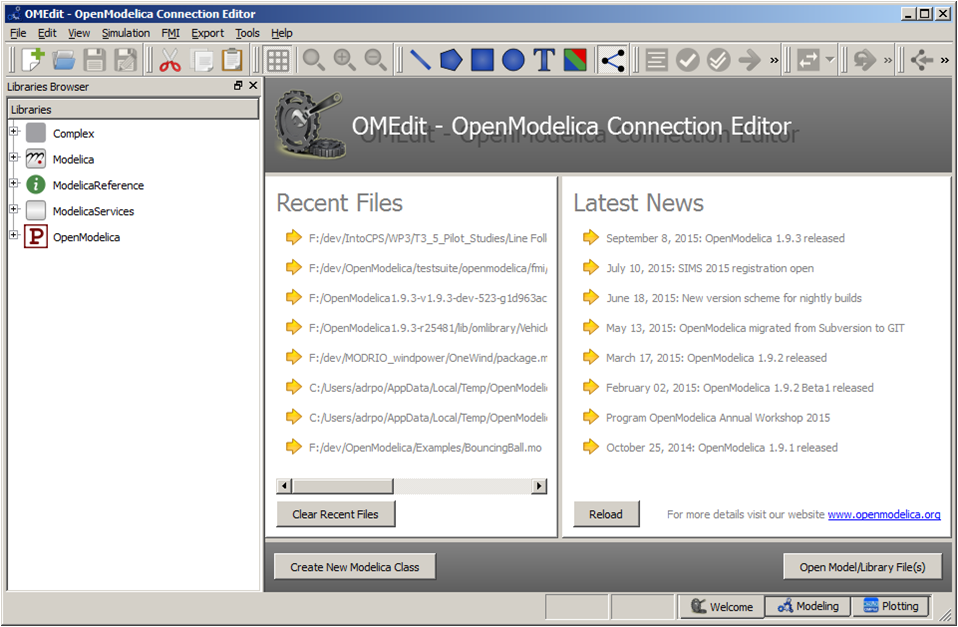 OMEdit - OpenModelica Connection Editor
File Edit View Simulation FMI Export Tools Help
Libraries Browser
Libraries
Complex
Modelica
ModelicaReference
ModelicaServices
P OpenModelica
OMEdit - OpenModelica Connection Editor
Recent Files
F:/dev/IntoCPS/WP3/T3_5_Pilot_Studies/Line Foll
F:/dev/OpenModelica/testsuite/openmodelica/fmi/
F:/OpenModelica1.9.3-v1.9.3-dev-523-g1d963ac
F:/OpenModelica1.9.3-r25481/lib/omlibrary/Vehicl
F:/dev/MODRIO_windpower/OneWind/package.m
C:/Users/adrpo/AppData/Local/Temp/OpenModeli
C:/Users/adrpo/AppData/Local/Temp/OpenModeli
F:/dev/OpenModelica/Examples/BouncingBall.mo
Clear Recent Files
Latest News
September 8, 2015: OpenModelica 1.9.3 released
July 10, 2015: SIMS 2015 registration open
June 18, 2015: New version scheme for nightly builds
May 13, 2015: OpenModelica migrated from Subversion to GIT
March 17, 2015: OpenModelica 1.9.2 released
February 02, 2015: OpenModelica 1.9.2 Beta1 released
Program OpenModelica Annual Workshop 2015
October 25, 2014: OpenModelica 1.9.1 released
Reload
For more details visit our website www.openmodelica.org
Create New Modelica Class
Open Model/Library File(s)
Welcome
Modeling
Plotting